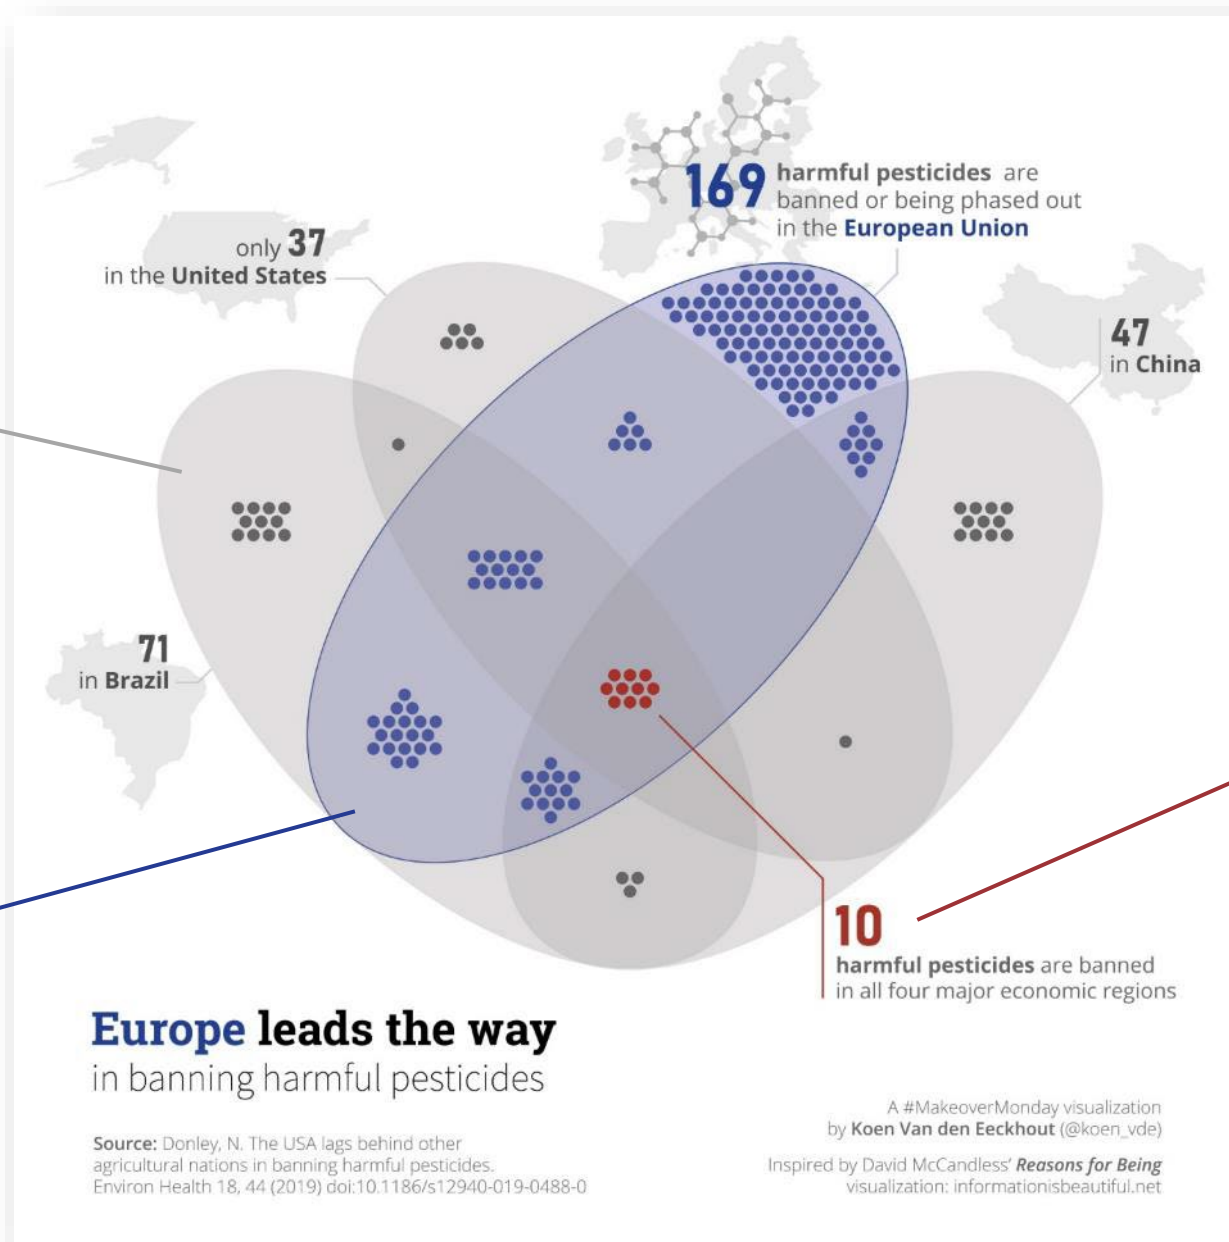 169 harmful pesticides are
banned or being phased out
in the European Union
only 37
in the United States
47
in China
71
in Brazil
10
harmful pesticides are banned
in all four major economic regions
Europe leads the way
in banning harmful pesticides
Source: Donley, N. The USA lags behind other
agricultural nations in banning harmful pesticides.
Environ Health 18, 44 (2019) doi:10.1186/s12940-019-0488-0
A #MakeoverMonday visualization
by Koen Van den Eeckhout (@koen_vde)
Inspired by David McCandless' Reasons for Being
visualization: informationisbeautiful.net